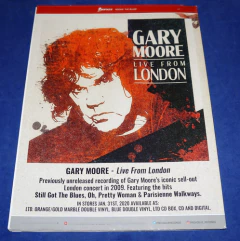 GARY
MOORE
LIVE FROM
LONDON
GARY MOORE - Live From London
Previously unreleased recording of Gary Moore's iconic sell-out
London concert in 2009. Featuring the hits
Still Got The Blues, Oh, Pretty Woman & Parisienne Walkways.
IN STORES JAN. 31ST, 2020 AVAILABLE AS:
LTD. ORANGE/GOLD MARBLE DOUBLE VINYL, BLUE DOUBLE VINYL, LTD CD BOX, CD AND DIGITAL.